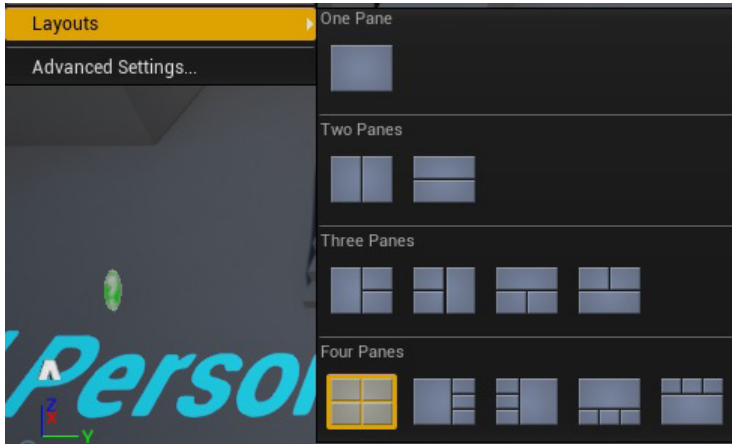 Layouts
Advanced Settings...
One Pane
Two Panes
Three Panes
Four Panes
Person
Z
X
Y